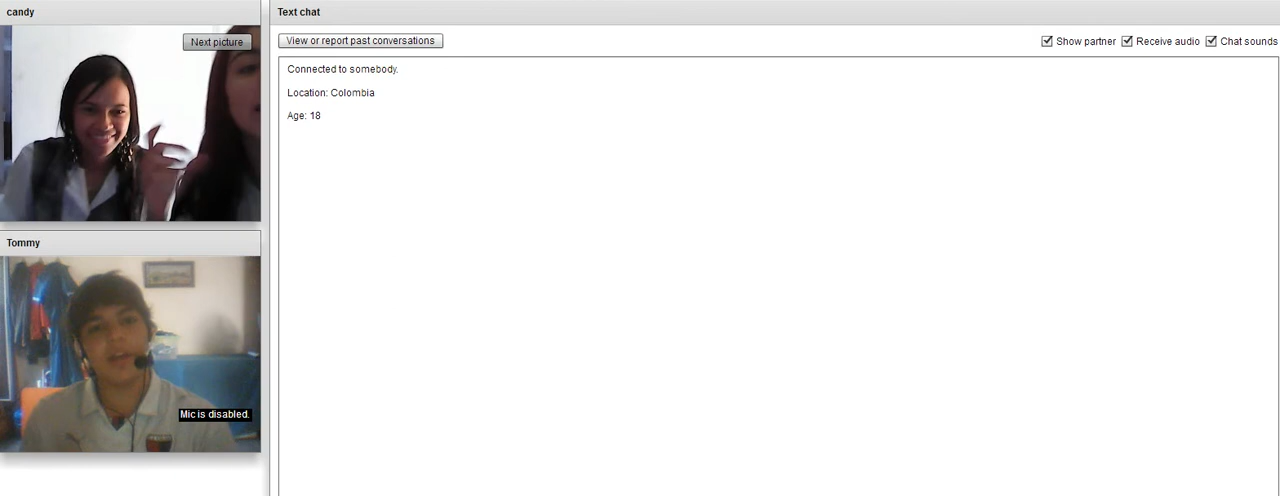 candy
Next picture
Tommy
Mic is disabled.
Text chat
View or report past conversations
Show partner
Receive audio
Chat sounds
Connected to somebody.
Location: Colombia
Age: 18